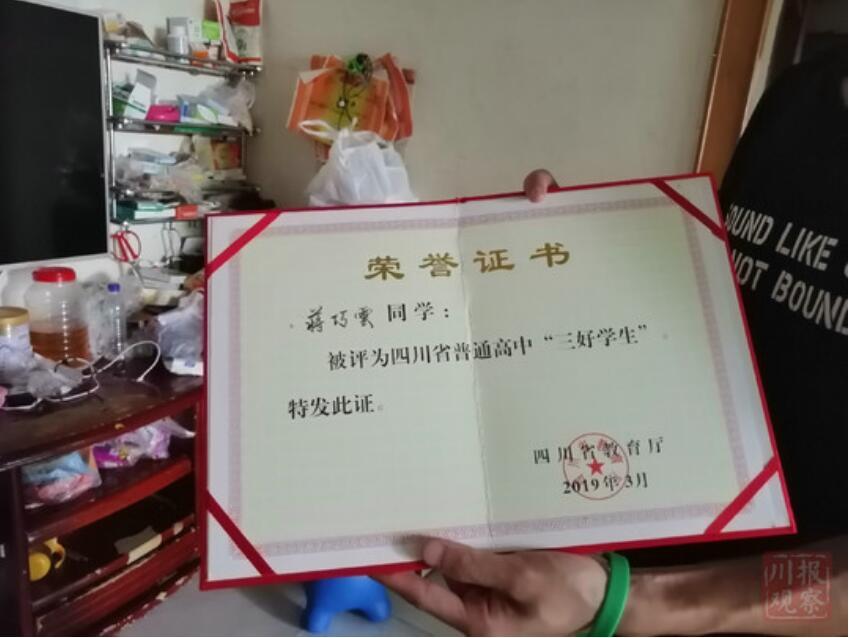 荣誉证书
蒋巧云同学：
被评为四川省普通高中“三好学生”
特发此证。
四川省教育厅
2019年3月
OUND LIKE
NOT BOUND
川报
观察